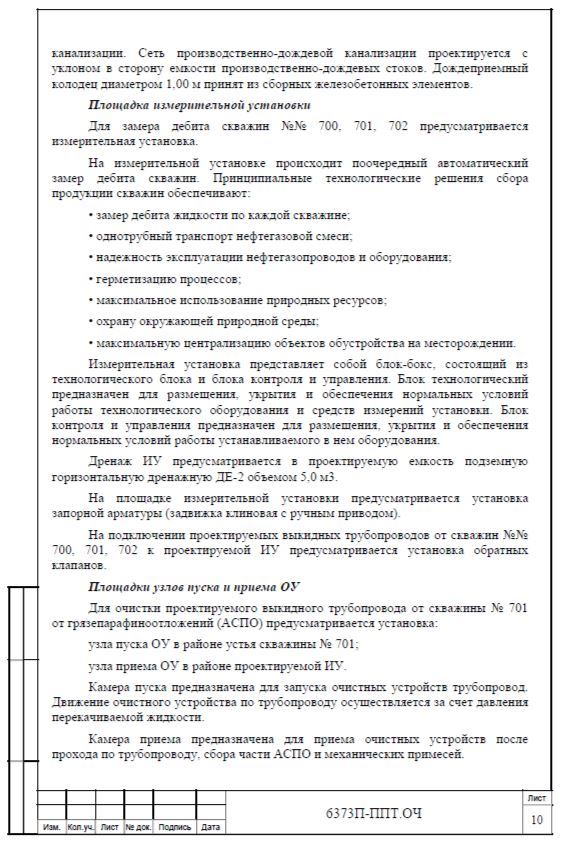 канализации. Сеть производственно-дождевой канализации проектируется с
уклоном в сторону емкости производственно-дождевых стоков. Дождеприемный
колодец диаметром 1,00 м принят из сборных железобетонных элементов.
Площадка измерительной установки
Для замера дебита скважин №№ 700, 701, 702 предусматривается
измерительная установка.
На измерительной установке происходит поочередный автоматический
замер дебита скважин. Принципиальные технологические решения сбора
продукции скважин обеспечивают:
• замер дебита жидкости по каждой скважине;
• однотрубный транспорт нефтегазовой смеси;
• надежность эксплуатации нефтегазопроводов и оборудования;
• герметизацию процессов;
• максимальное использование природных ресурсов;
• охрану окружающей природной среды;
• максимальную централизацию объектов обустройства на месторождении.
Измерительная установка представляет собой блок-бокс, состоящий из
технологического блока и блока контроля и управления. Блок технологический
предназначен для размещения, укрытия и обеспечения нормальных условий
работы технологического оборудования и средств измерений установки. Блок
контроля и управления предназначен для размещения, укрытия и обеспечения
нормальных условий работы устанавливаемого в нем оборудования.
Дренаж ИУ предусматривается в проектируемую емкость подземную
горизонтальную дренажную ДЕ-2 объемом 5,0 м3.
На площадке измерительной установки предусматривается установка
запорной арматуры (задвижка клиновая с ручным приводом).
На подключении проектируемых выкидных трубопроводов от скважин №№
700, 701, 702 к проектируемой ИУ предусматривается установка обратных
клапанов.
Площадки узлов пуска и приема ОУ
Для очистки проектируемого выкидного трубопровода от скважины № 701
от грязепарафиноотложений (АСПО) предусматривается установка:
узла пуска ОУ в районе устья скважины № 701;
узла приема ОУ в районе проектируемой ИУ.
Камера пуска предназначена для запуска очистных устройств трубопровод.
Движение очистного устройства по трубопроводу осуществляется за счет давления
перекачиваемой жидкости.
Камера приема предназначена для приема очистных устройств после
прохода по трубопроводу, сбора части АСПО и механических примесей.
Изм. Кол.уч. Лист № док. Подпись Дата
6373П-ППТ.ОЧ
Лист
10